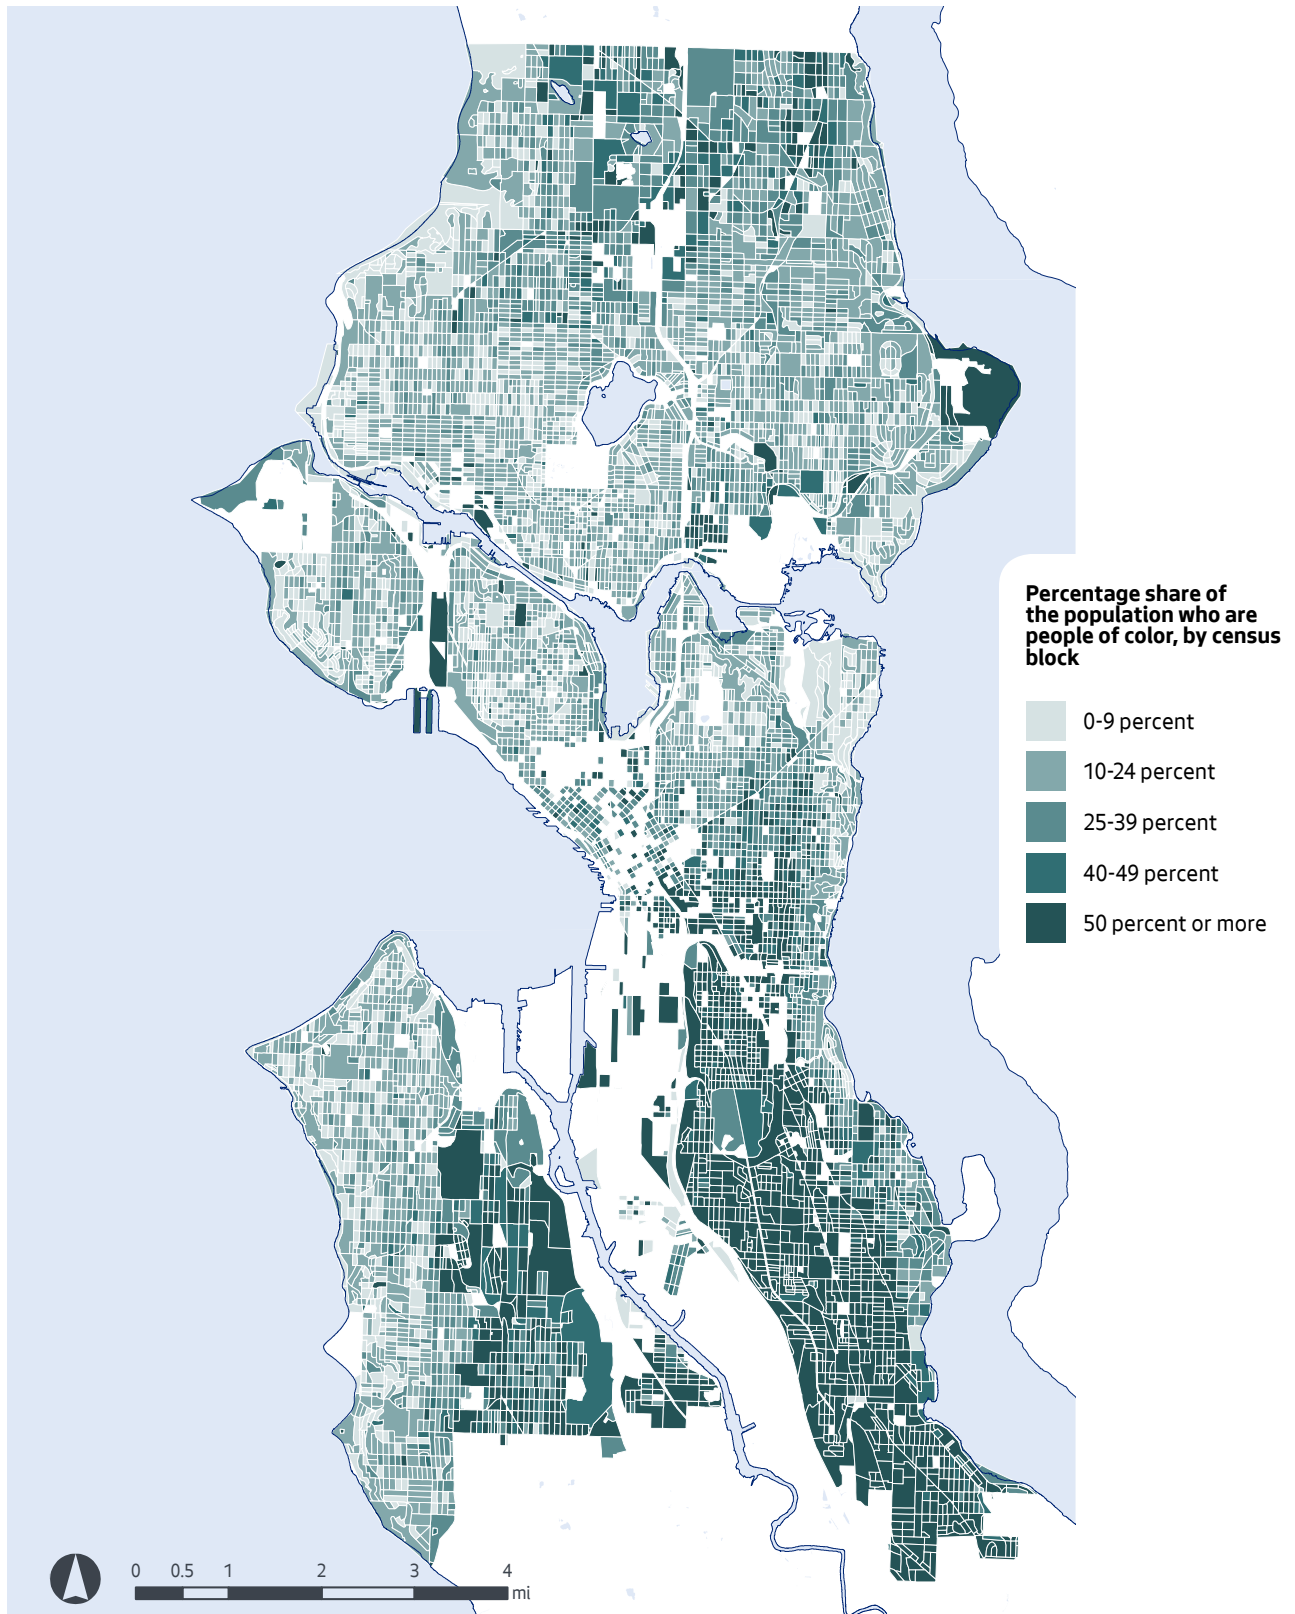 Percentage share of
the population who are
people of color, by census
block
0-9 percent
10-24 percent
25-39 percent
40-49 percent
50 percent or more
0 0.5 1 2 3 4
mi